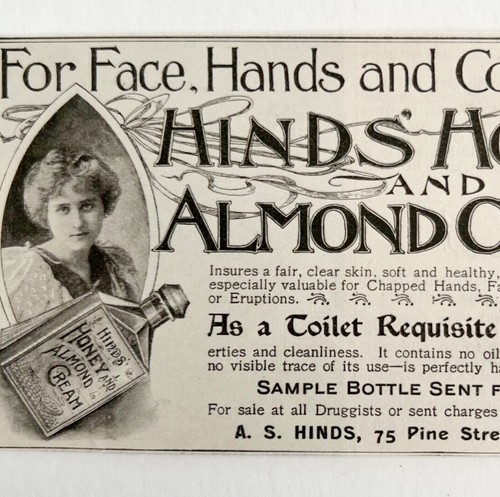 For Face, Hands and Co
HINDS' HO
AND
ALMOND C
Insures a fair, clear skin, soft and healthy,
especially valuable for Chapped Hands, Fa
or Eruptions.
As a Toilet Requisite
erties and cleanliness. It contains no oil
no visible trace of its use—is perfectly ha
SAMPLE BOTTLE SENT F
For sale at all Druggists or sent charges
A. S. HINDS, 75 Pine Stre
HINDS'
HONEY AND
ALMOND
CREAM